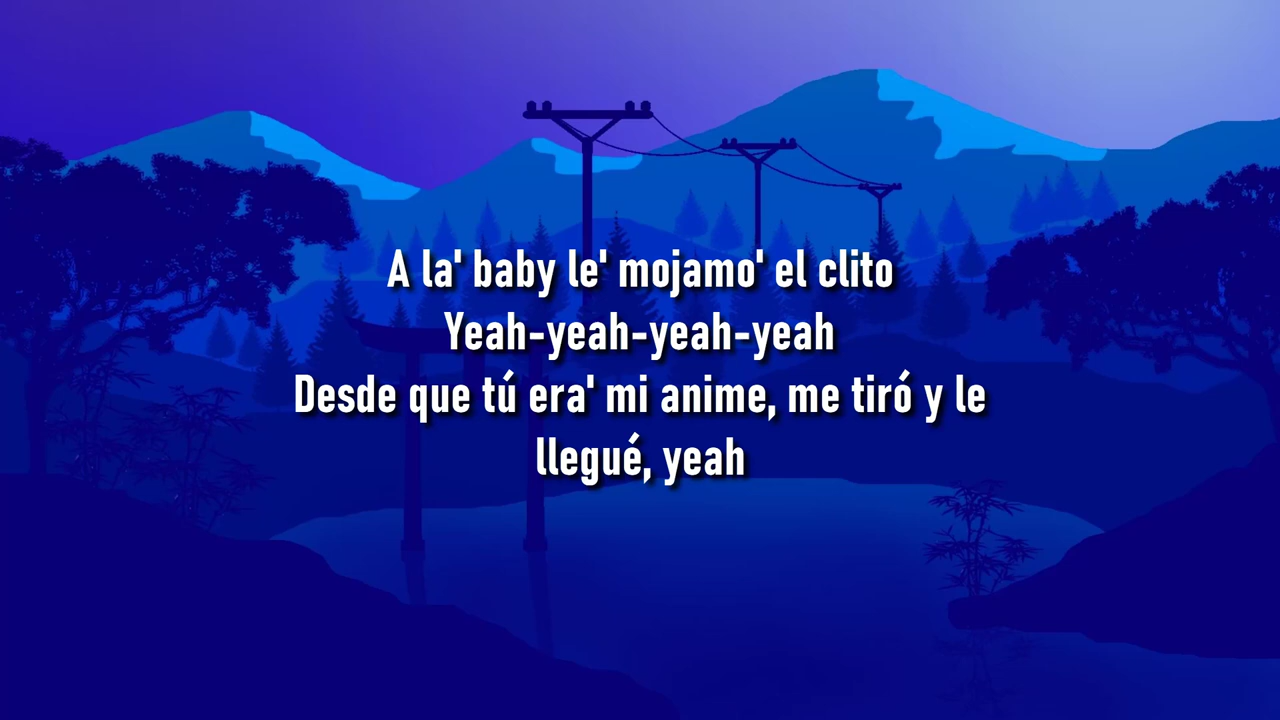 A la' baby le' mojamo' el clito
Yeah-yeah-yeah-yeah
Desde que tú era' mi anime, me tiró y le
llegué, yeah